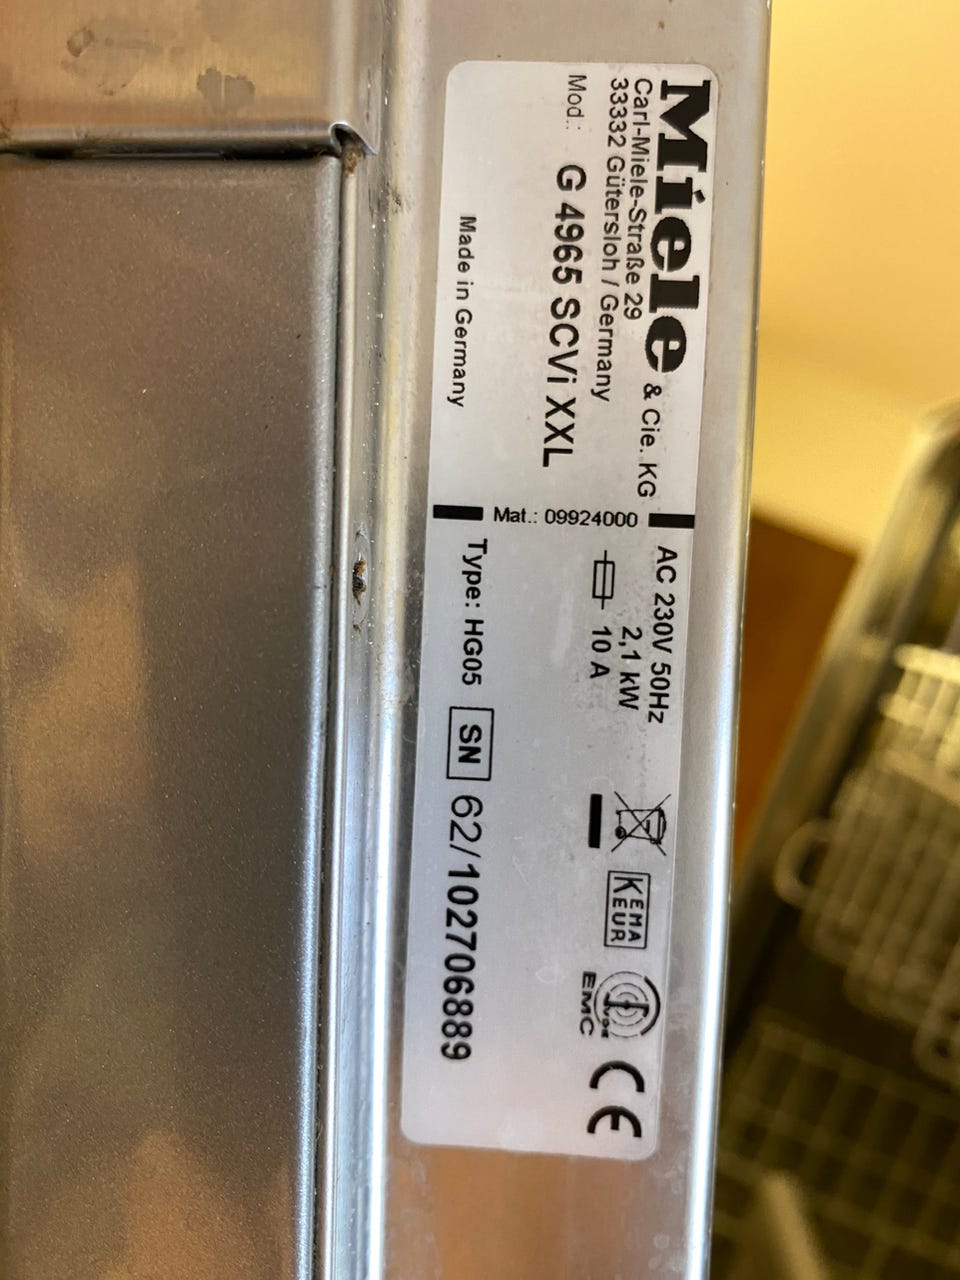 Miele & Cie. KG
Carl-Miele-Straße 29
33332 Gütersloh / Germany
Mod.: G 4965 SCVi XXL
Made in Germany
Mat.: 09924000
AC 230V 50Hz
2,1 kW
10 A
Type: HG05 SN 62/102706889
KEMA
KEUR
VDE
EMC
CE